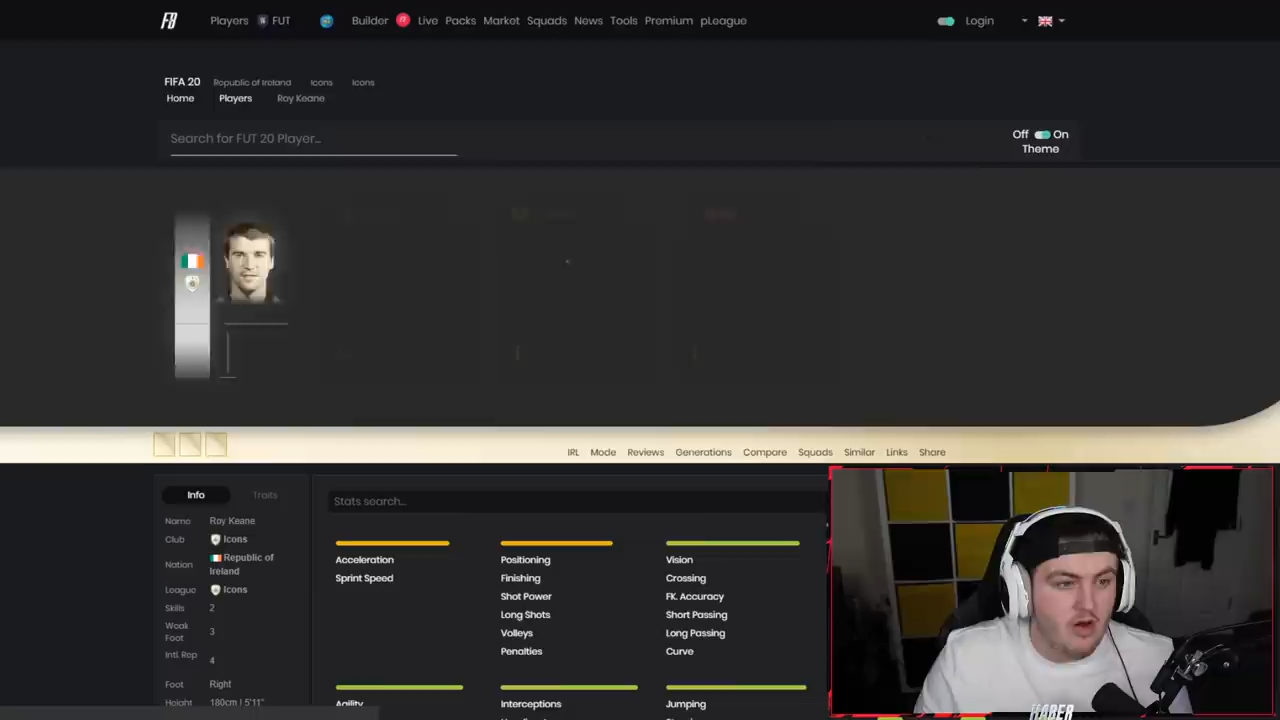 F8 Players FUT Builder Live Packs Market Squads News Tools Premium pLeague Login
FIFA 20 Republic of Ireland Icons Icons
Home Players Roy Keane
Search for FUT 20 Player...
Off On
Theme
IRL Mode Reviews Generations Compare Squads Similar Links Share
Info Traits
Stats search...
Name Roy Keane
Club Icons
Nation Republic of
Ireland
League Icons
Skills 2
Weak
Foot 3
Intl. Rep 4
Foot Right
Height 180cm | 5'11"
Acceleration
Sprint Speed
Positioning
Finishing
Shot Power
Long Shots
Volleys
Penalties
Vision
Crossing
FK. Accuracy
Short Passing
Long Passing
Curve
Agility
Interceptions
Jumping
HABER